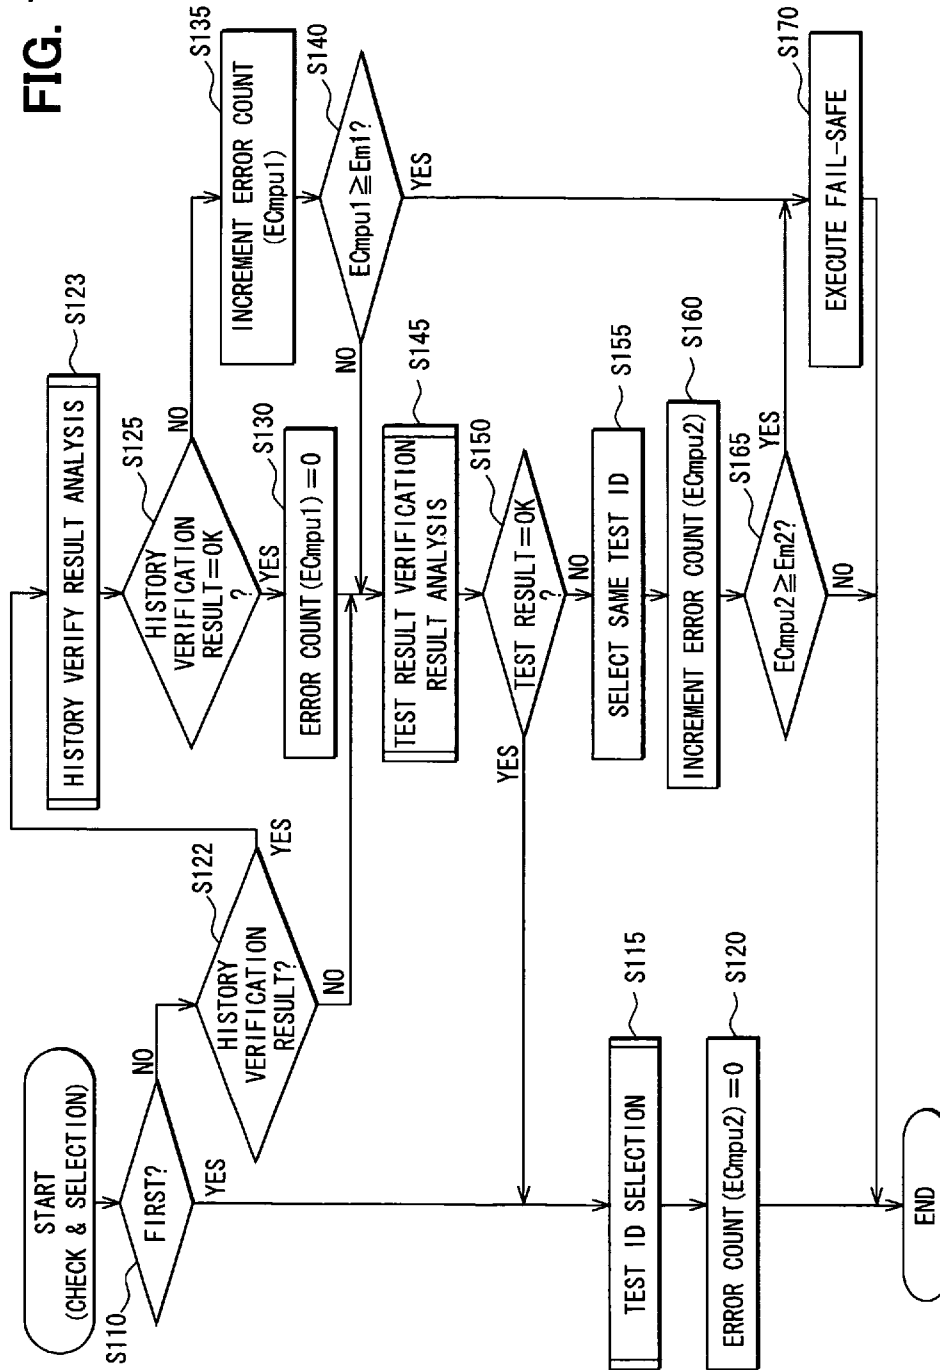 FIG.
START
(CHECK & SELECTION)
S110
FIRST?
NO
YES
S122
HISTORY
VERIFICATION
RESULT?
YES
NO
HISTORY VERIFY RESULT ANALYSIS
S123
S125
HISTORY
VERIFICATION
RESULT=OK
?
NO
YES
S130
ERROR COUNT(ECmpu1)=0
S135
INCREMENT ERROR COUNT
(ECmpu1)
S140
ECmpu1≧Em1?
NO
YES
S145
TEST RESULT VERIFICATION
RESULT ANALYSIS
S150
TEST RESULT=OK
?
YES
NO
S155
SELECT SAME TEST ID
S160
INCREMENT ERROR COUNT(ECmpu2)
S165
ECmpu2≧Em2?
YES
NO
S170
EXECUTE FAIL-SAFE
S115
TEST ID SELECTION
S120
ERROR COUNT(ECmpu2)=0
END